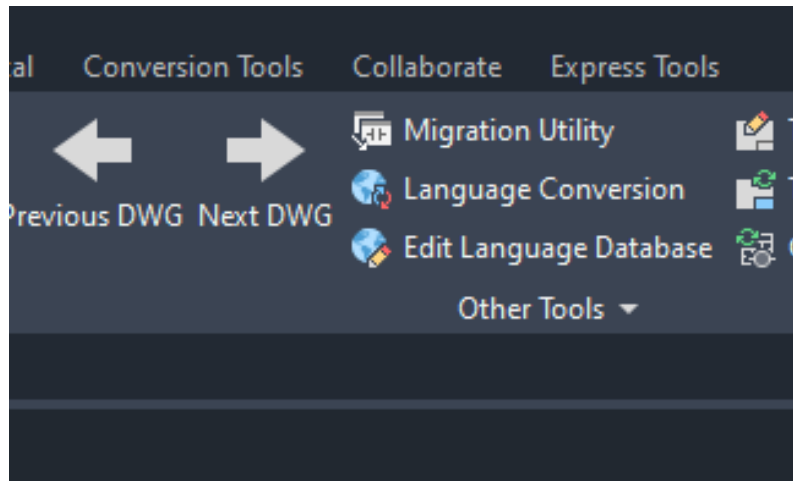 Conversion Tools Collaborate Express Tools
Previous DWG Next DWG
Migration Utility
Language Conversion
Edit Language Database
Other Tools